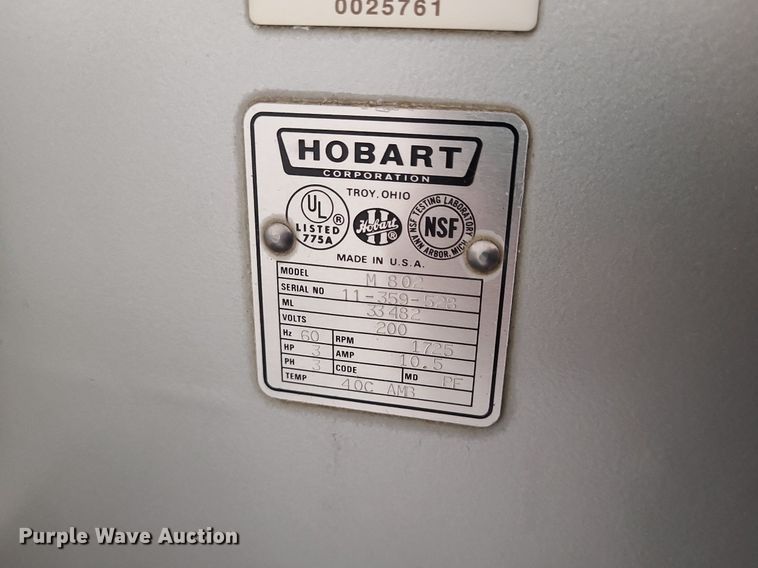 0025761
HOBART
CORPORATION
TROY, OHIO
UL
®
LISTED
775A
Hobart
®
NSF TESTING LABORATORY
NSF
ANN ARBOR, MICH
MADE IN U.S.A.
MODEL M 802
SERIAL NO 11-359-528
ML 33482
VOLTS 200
Hz 60 RPM 1725
HP 3 AMP 10.5
PH 3 CODE MD PF
TEMP 40C AMB
Purple Wave Auction